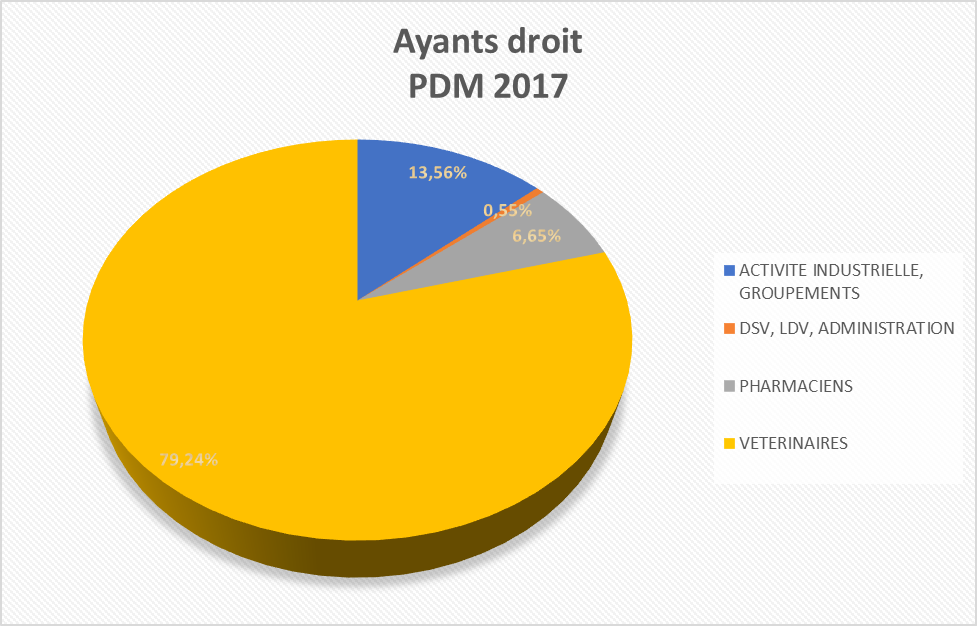 Ayants droit
PDM 2017
13,56%
0,55%
6,65%
79,24%
ACTIVITE INDUSTRIELLE,
GROUPEMENTS
DSV, LDV, ADMINISTRATION
PHARMACIENS
VETERINAIRES